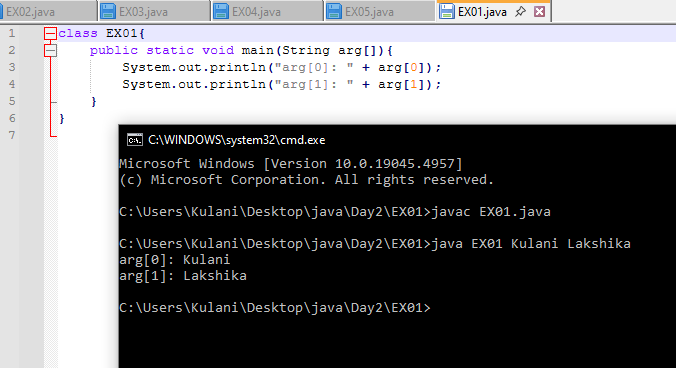 EX02.java EX03.java EX04.java EX05.java EX01.java
1 class EX01{
2 public static void main(String arg[]){
3 System.out.println("arg[0]: " + arg[0]);
4 System.out.println("arg[1]: " + arg[1]);
5 }
6 }
7
C:\WINDOWS\system32\cmd.exe
Microsoft Windows [Version 10.0.19045.4957]
(c) Microsoft Corporation. All rights reserved.
C:\Users\Kulani\Desktop\java\Day2\EX01>javac EX01.java
C:\Users\Kulani\Desktop\java\Day2\EX01>java EX01 Kulani Lakshika
arg[0]: Kulani
arg[1]: Lakshika
C:\Users\Kulani\Desktop\java\Day2\EX01>